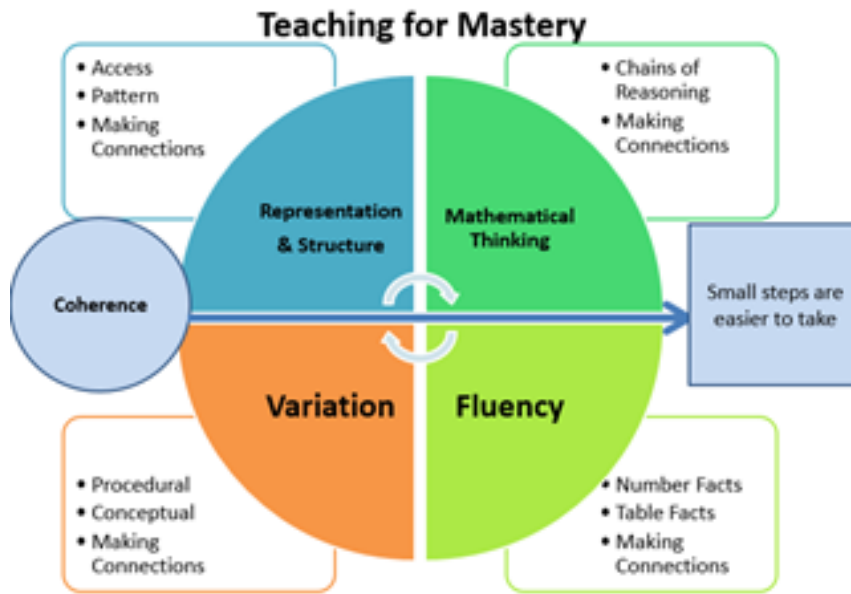 Teaching for Mastery
• Access
• Pattern
• Making
Connections
• Chains of
Reasoning
• Making
Connections
Representation
& Structure
Mathematical
Thinking
Coherence
Small steps are
easier to take
Variation
Fluency
• Procedural
• Conceptual
• Making
Connections
• Number Facts
• Table Facts
• Making
Connections